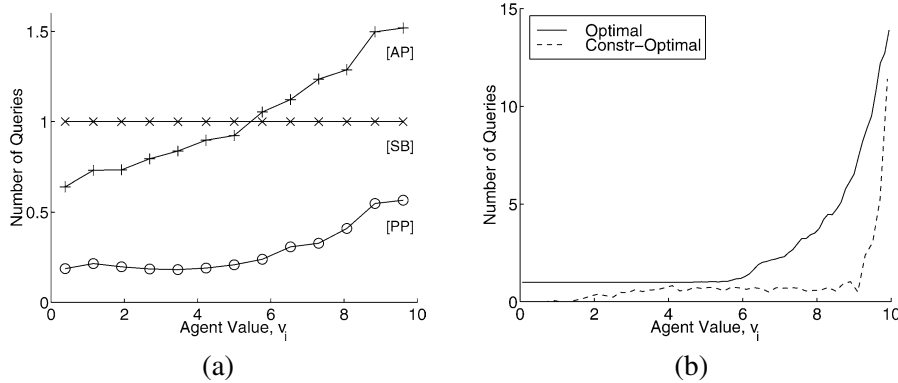 1.5
1
0.5
0
Number of Queries
[AP]
[SB]
[PP]
0 2 4 6 8 10
Agent Value, v_i
(a)
15
10
5
0
Number of Queries
Optimal
Constr-Optimal
0 2 4 6 8 10
Agent Value, v_i
(b)